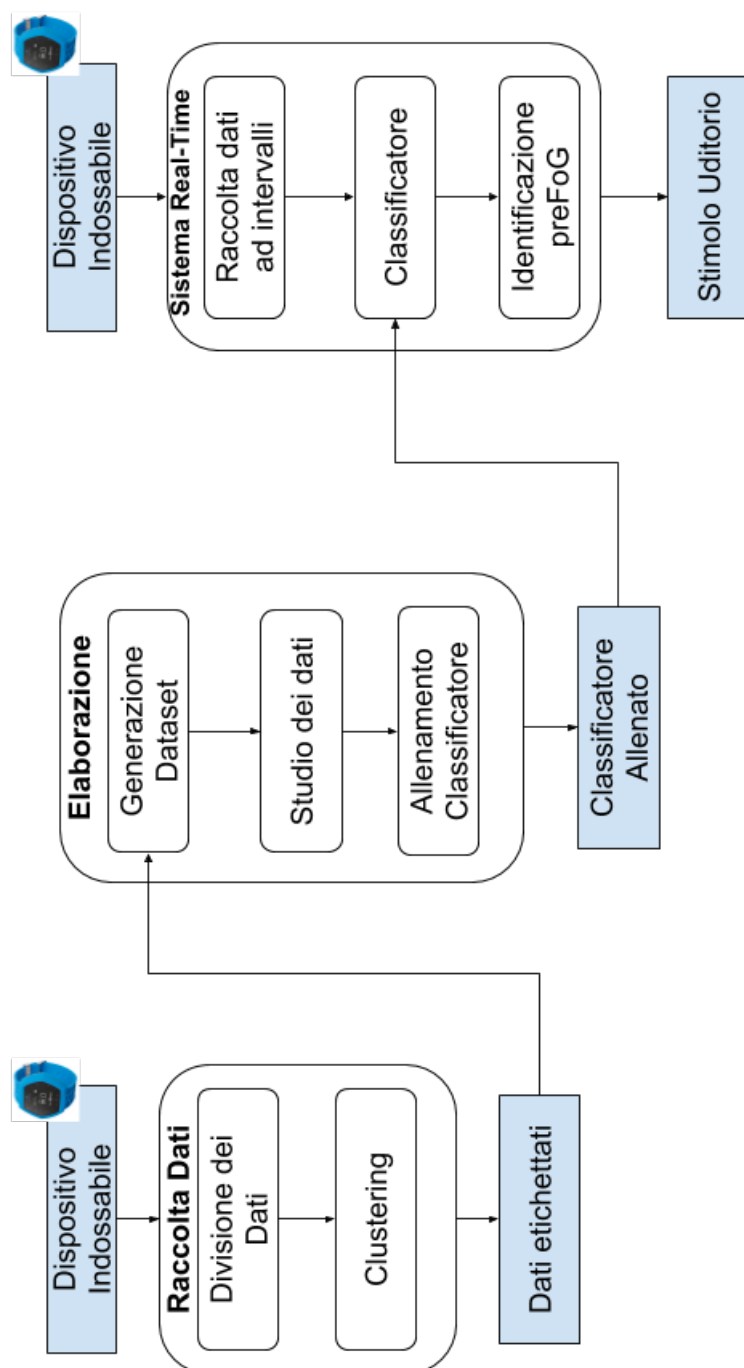 Dispositivo
Indossabile
Raccolta Dati
Divisione dei
Dati
Clustering
Dati etichettati
Elaborazione
Generazione
Dataset
Studio dei dati
Allenamento
Classificatore
Classificatore
Allenato
Dispositivo
Indossabile
Sistema Real-Time
Raccolta dati
ad intervalli
Classificatore
Identificazione
preFoG
Stimolo Uditorio